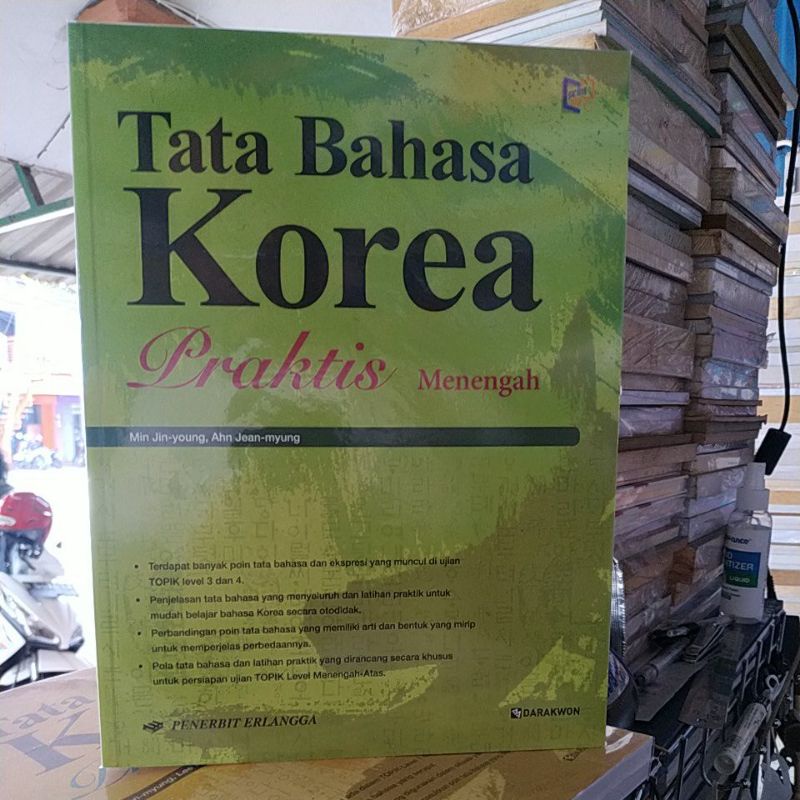 Tata Bahasa
Korea
Praktis Menengah
Min Jin-young, Ahn Jean-myung
• Terdapat banyak poin tata bahasa dan ekspresi yang muncul di ujian
TOPIK level 3 dan 4.
• Penjelasan tata bahasa yang menyeluruh dan latihan praktik untuk
mudah belajar bahasa Korea secara otodidak.
• Perbandingan poin tata bahasa yang memiliki arti dan bentuk yang mirip
untuk memperjelas perbedaannya.
• Pola tata bahasa dan latihan praktik yang dirancang secara khusus
untuk persiapan ujian TOPIK Level Menengah-Atas.
PENERBIT ERLANGGA
DARAKWON
LIQUID
Tata